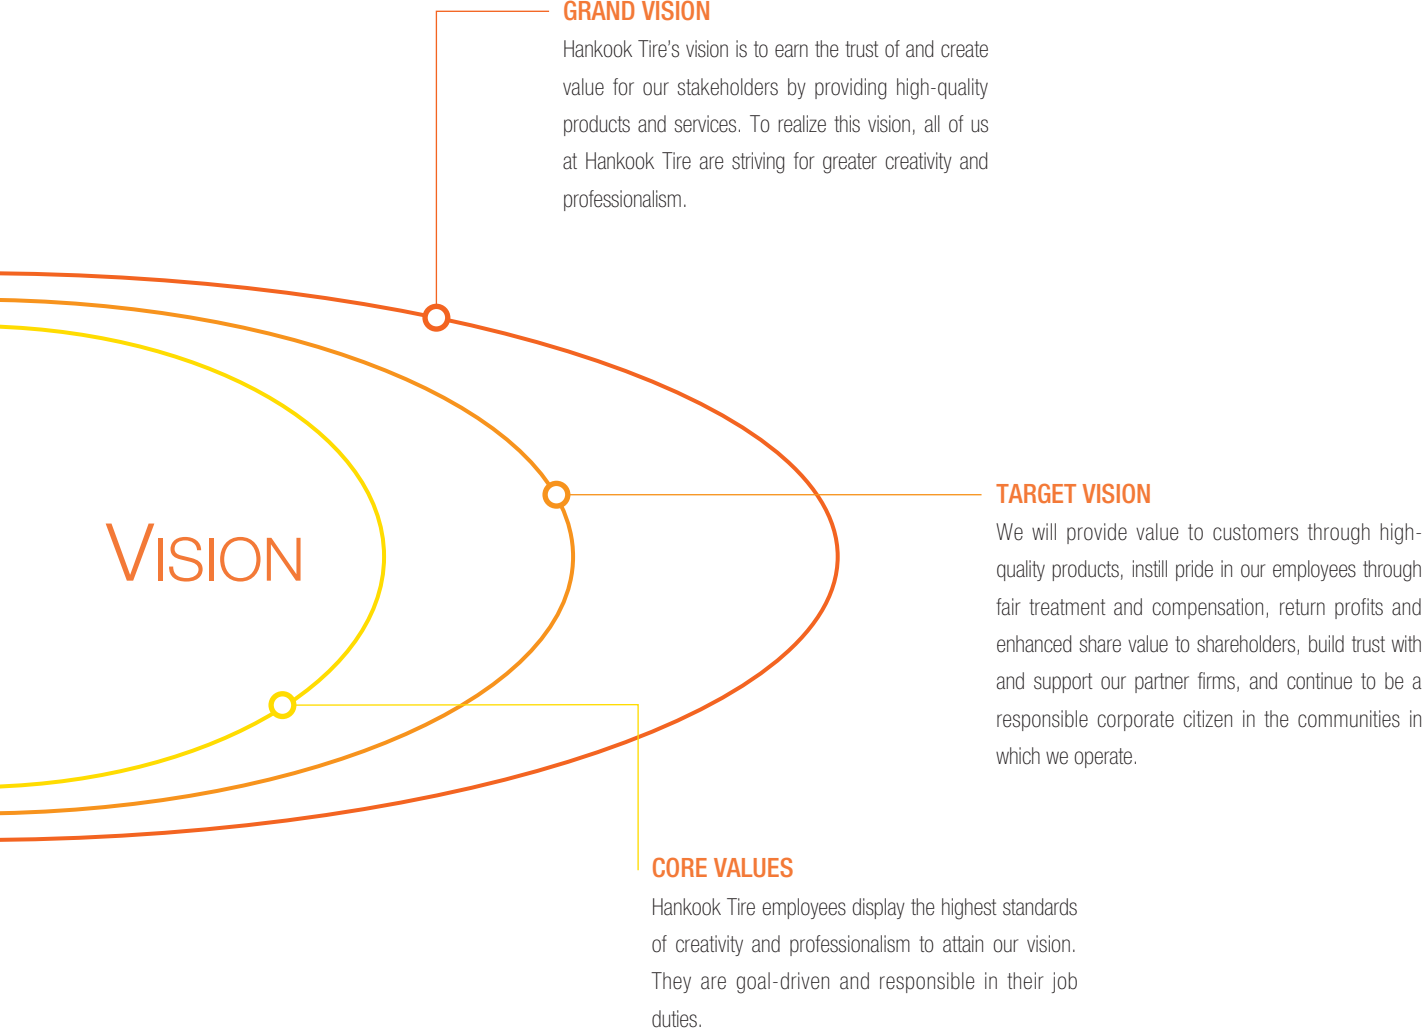 GRAND VISION
Hankook Tire’s vision is to earn the trust of and create
value for our stakeholders by providing high-quality
products and services. To realize this vision, all of us
at Hankook Tire are striving for greater creativity and
professionalism.
VISION
TARGET VISION
We will provide value to customers through high-
quality products, instill pride in our employees through
fair treatment and compensation, return profits and
enhanced share value to shareholders, build trust with
and support our partner firms, and continue to be a
responsible corporate citizen in the communities in
which we operate.
CORE VALUES
Hankook Tire employees display the highest standards
of creativity and professionalism to attain our vision.
They are goal-driven and responsible in their job
duties.